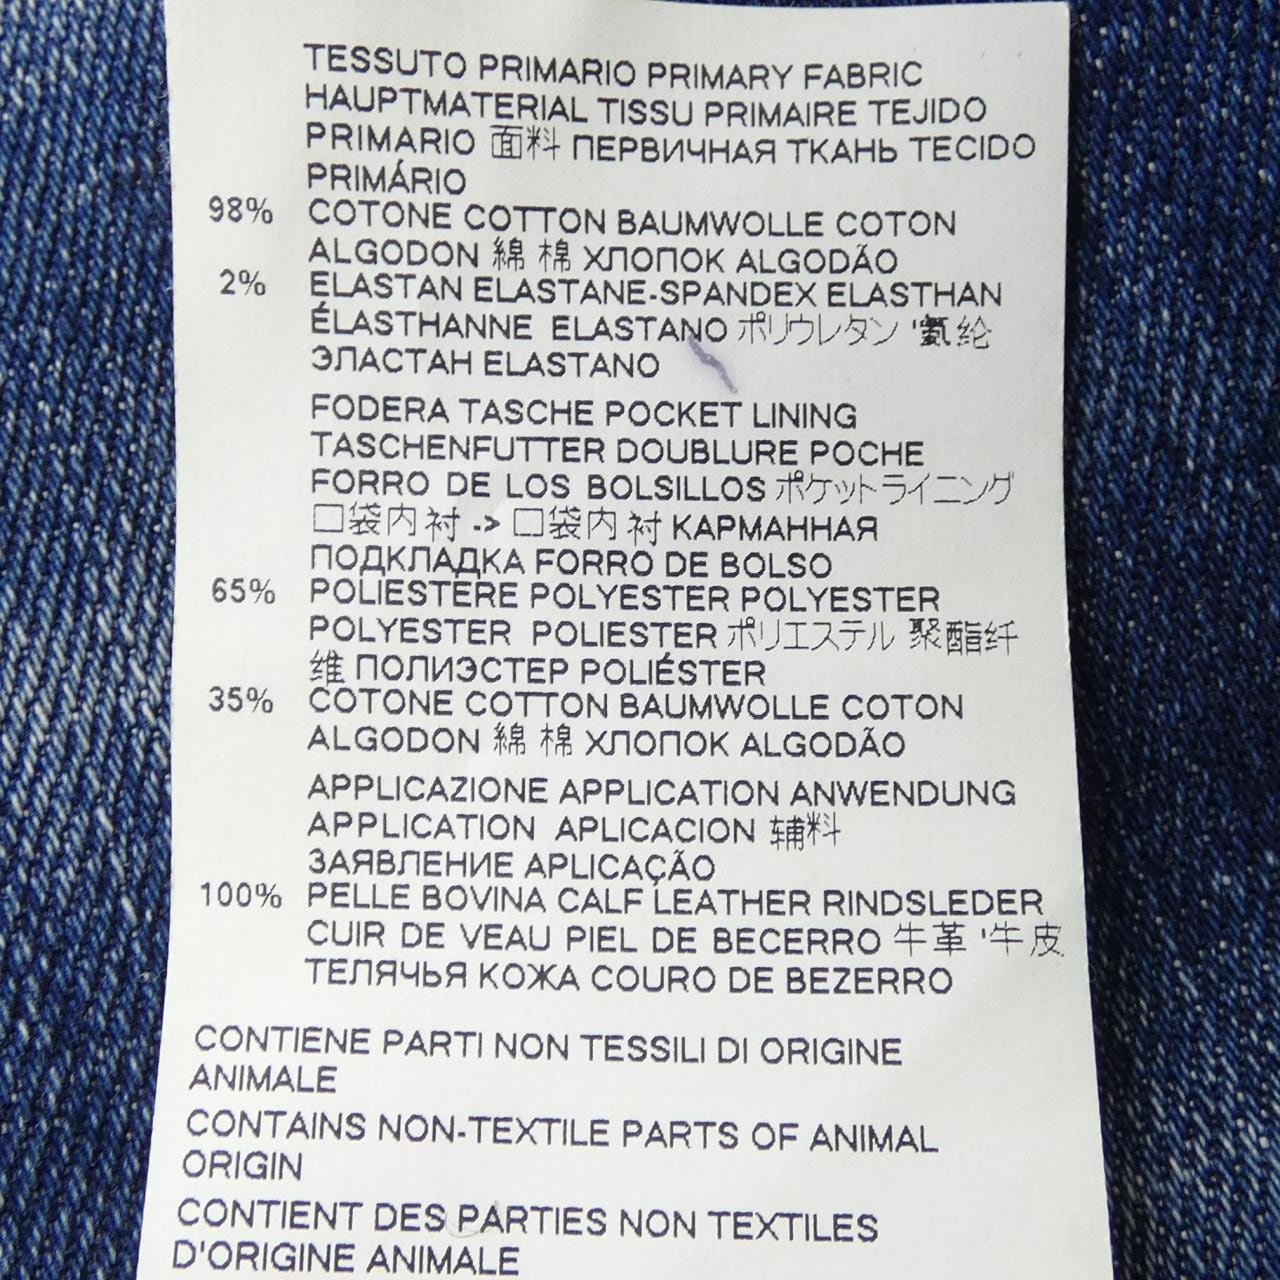 TESSUTO PRIMARIO PRIMARY FABRIC
HAUPTMATERIAL TISSU PRIMAIRE TEJIDO
PRIMARIO 面料 ПЕРВИЧНАЯ ТКАНЬ TECIDO
PRIMÁRIO
98% COTONE COTTON BAUMWOLLE COTON
ALGODON 綿 棉 ХЛОПОК ALGODÃO
2% ELASTAN ELASTANE-SPANDEX ELASTHAN
ÉLASTHANNE ELASTANO ポリウレタン '氨纶
ЭЛАСТАН ELASTANO
FODERA TASCHE POCKET LINING
TASCHENFUTTER DOUBLURE POCHE
FORRO DE LOS BOLSILLOS ポケットライニング
口袋内衬 -> 口袋内衬 КАРМАННАЯ
ПОДКЛАДКА FORRO DE BOLSO
65% POLIESTERE POLYESTER POLYESTER
POLYESTER POLIESTER ポリエステル 聚酯纤
维 ПОЛИЭСТЕР POLIÉSTER
35% COTONE COTTON BAUMWOLLE COTON
ALGODON 綿 棉 ХЛОПОК ALGODÃO
APPLICAZIONE APPLICATION ANWENDUNG
APPLICATION APLICACION 辅料
ЗАЯВЛЕНИЕ APLICAÇÃO
100% PELLE BOVINA CALF LEATHER RINDSLEDER
CUIR DE VEAU PIEL DE BECERRO 牛革 '牛皮
ТЕЛЯЧЬЯ КОЖА COURO DE BEZERRO
CONTIENE PARTI NON TESSILI DI ORIGINE
ANIMALE
CONTAINS NON-TEXTILE PARTS OF ANIMAL
ORIGIN
CONTIENT DES PARTIES NON TEXTILES
D'ORIGINE ANIMALE